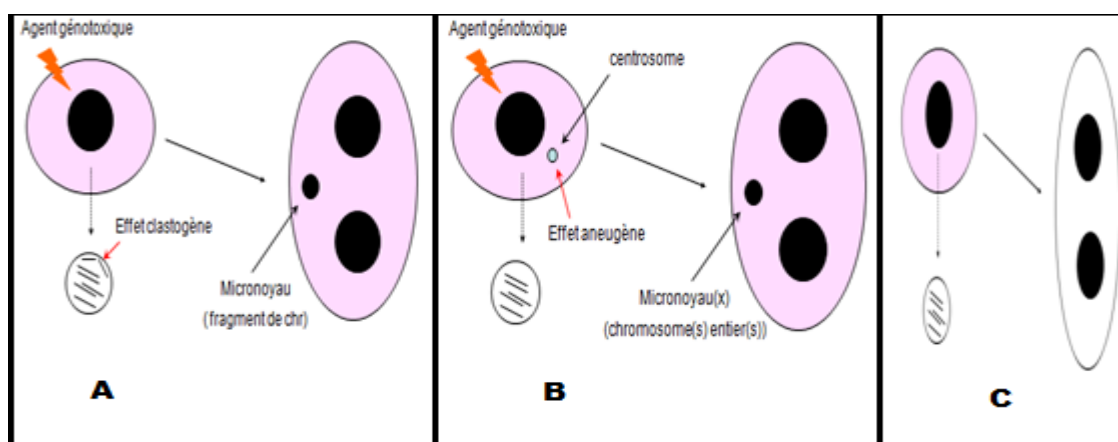 Agent génotoxique
Effet clastogène
Micronoyau
(fragment de chr)
A
Agent génotoxique
centrosome
Effet aneugène
Micronoyau(x)
(chromosome(s) entier(s))
B
C